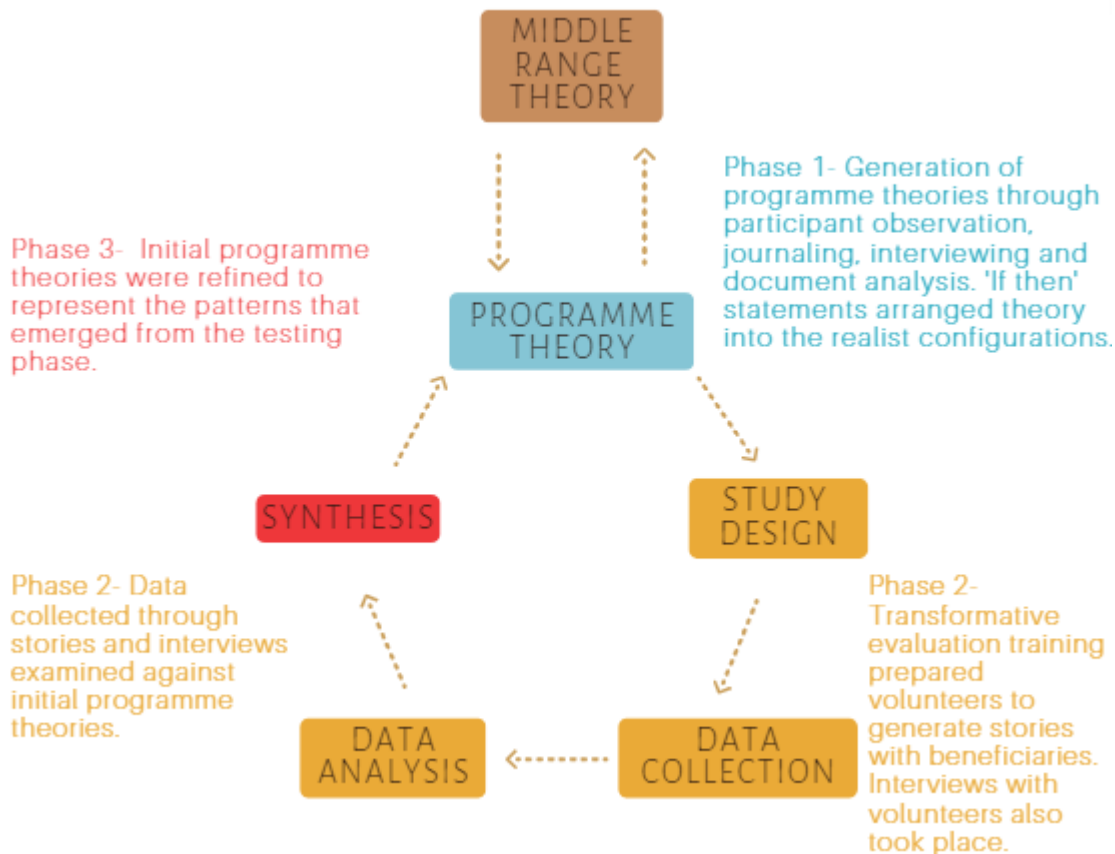 MIDDLE
RANGE
THEORY
Phase 1- Generation of
programme theories through
participant observation,
journaling, interviewing and
document analysis. 'If then'
statements arranged theory
into the realist configurations.
Phase 3-  Initial programme
theories were refined to
represent the patterns that
emerged from the testing
phase.
PROGRAMME
THEORY
SYNTHESIS
STUDY
DESIGN
Phase 2- Data
collected through
stories and interviews
examined against
initial programme
theories.
Phase 2-
Transformative
evaluation training
prepared
volunteers to
generate stories
with beneficiaries.
Interviews with
volunteers also
took place.
DATA
ANALYSIS
DATA
COLLECTION